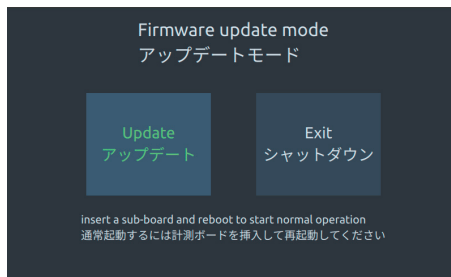 Firmware update mode
アップデートモード
Update
アップデート
Exit
シャットダウン
insert a sub-board and reboot to start normal operation
通常起動するには計測ボードを挿入して再起動してください